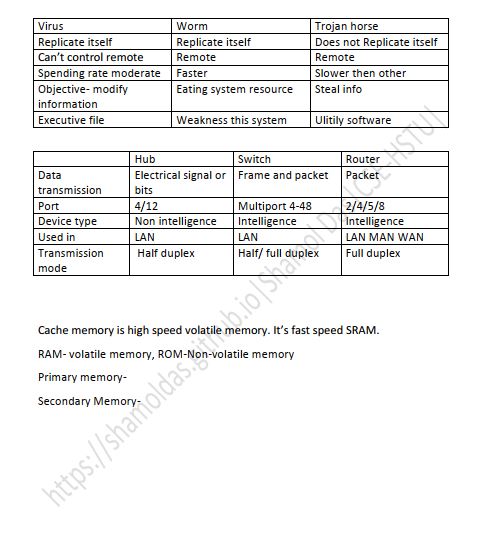 Virus Worm Trojan horse
Replicate itself Replicate itself Does not Replicate itself
Can't control remote Remote Remote
Spending rate moderate Faster Slower then other
Objective- modify Eating system resource Steal info
information
Executive file Weakness this system Ulitily software
Hub Switch Router
Data Electrical signal or Frame and packet Packet
transmission bits
Port 4/12 Multiport 4-48 2/4/5/8
Device type Non intelligence Intelligence Intelligence
Used in LAN LAN LAN MAN WAN
Transmission Half duplex Half/ full duplex Full duplex
mode
Cache memory is high speed volatile memory. It's fast speed SRAM.
RAM- volatile memory, ROM-Non-volatile memory
Primary memory-
Secondary Memory-
https://shamoldas.github.io|Shamol Das(CSE-HSTU)